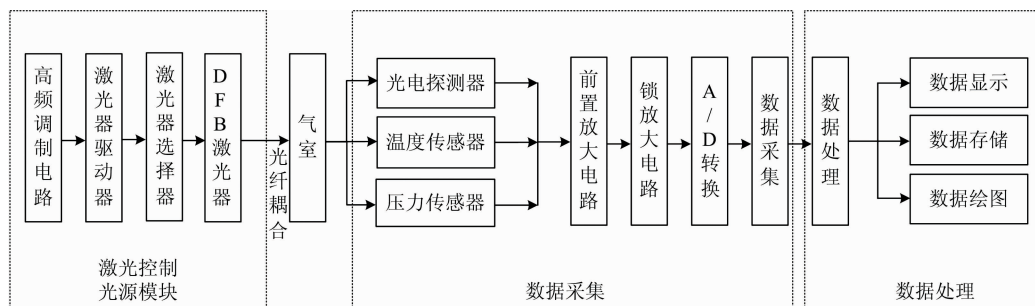 高频调制电路
激光器驱动器
激光器选择器
DFB激光器
光纤耦合
气室
光电探测器
温度传感器
压力传感器
前置放大电路
锁放大电路
A/D转换
数据采集
数据处理
数据显示
数据存储
数据绘图
激光控制
光源模块
数据采集
数据处理